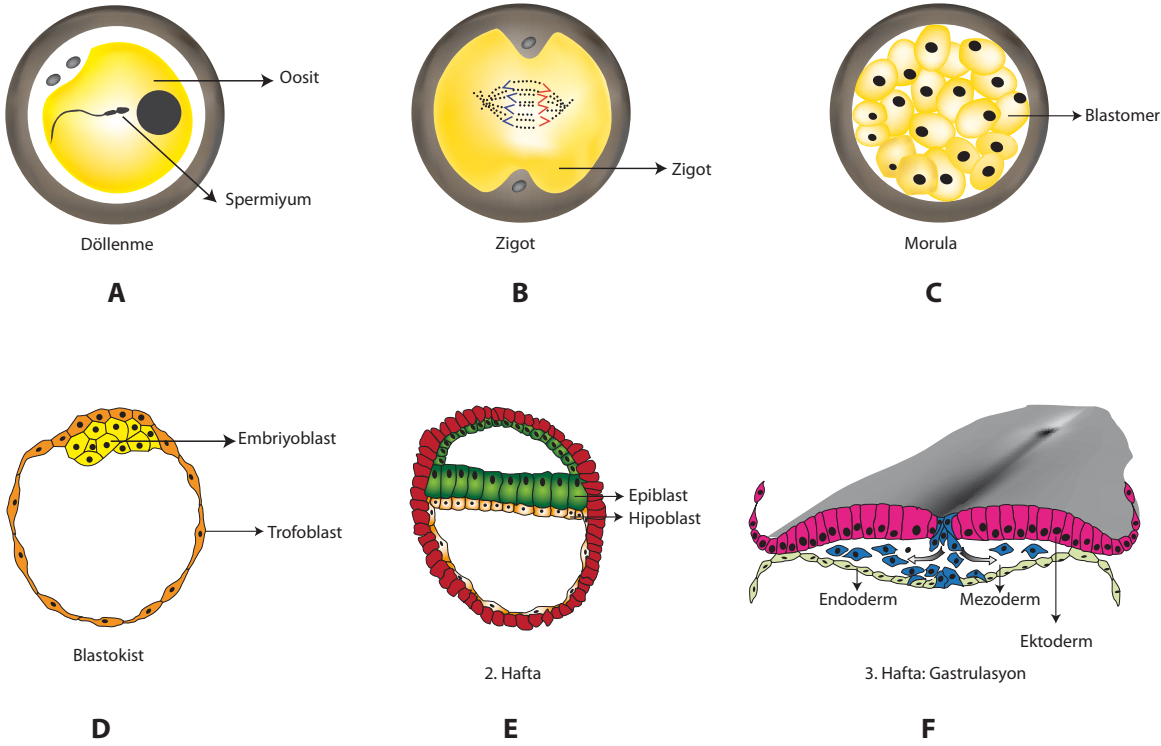 Oosit
Spermiyum
Döllenme
A
Zigot
Zigot
B
Blastomer
Morula
C
Embriyoblast
Trofoblast
Blastokist
D
Epiblast
Hipoblast
2. Hafta
E
Endoderm
Mezoderm
Ektoderm
3. Hafta: Gastrulasyon
F